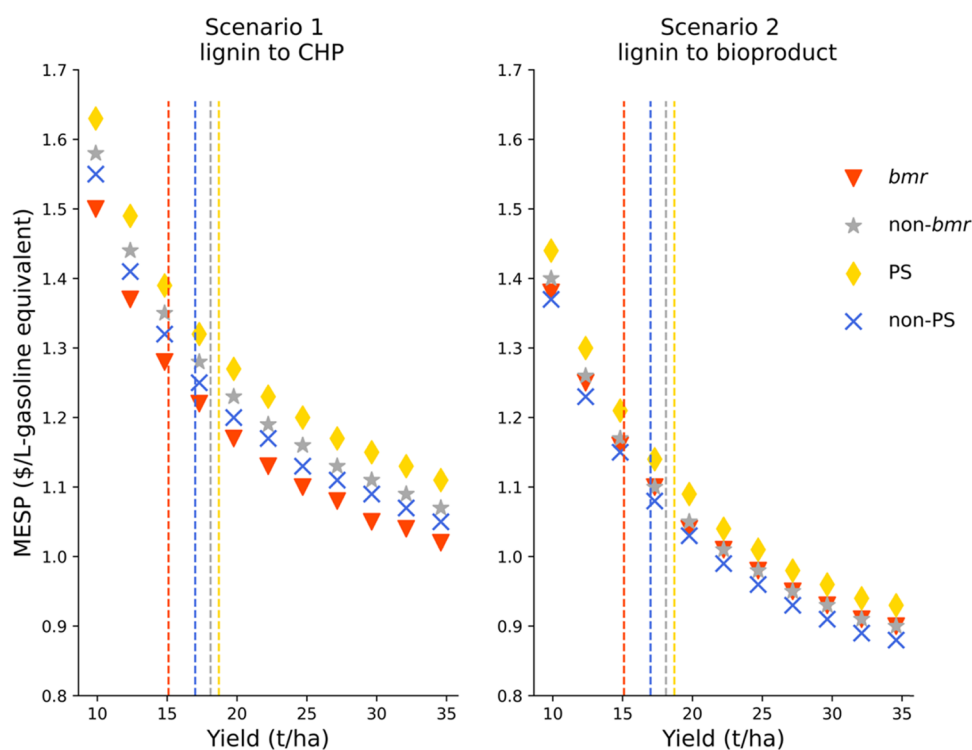 Scenario 1
lignin to CHP
Scenario 2
lignin to bioproduct
MESP ($/L-gasoline equivalent)
1.7
1.6
1.5
1.4
1.3
1.2
1.1
1.0
0.9
0.8
10 15 20 25 30 35
Yield (t/ha)
1.7
1.6
1.5
1.4
1.3
1.2
1.1
1.0
0.9
0.8
10 15 20 25 30 35
Yield (t/ha)
bmr
non-bmr
PS
non-PS